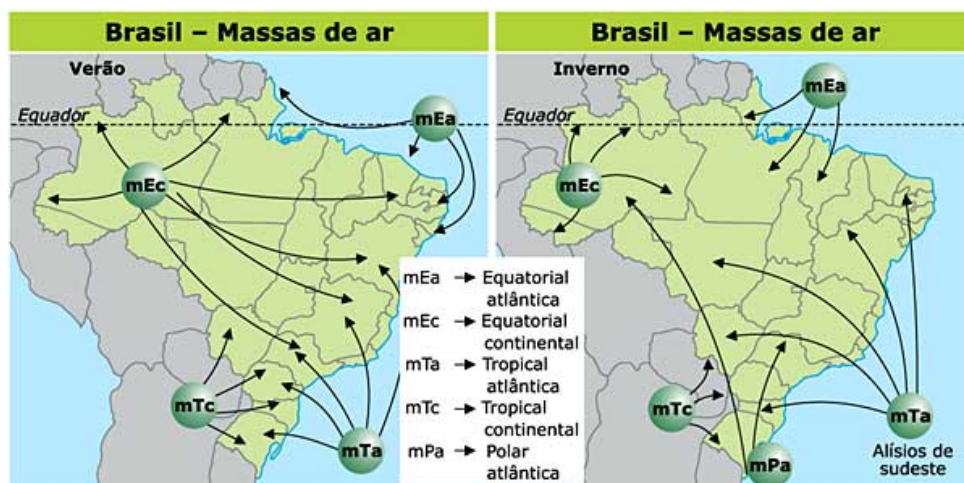 Brasil – Massas de ar
Verão
Equador
mEa
mEc
mTc
mTa
Brasil – Massas de ar
Inverno
Equador
mEa
mEc
mTc
mPa
mTa
Alísios de
sudeste
mEa → Equatorial
atlântica
mEc → Equatorial
continental
mTa → Tropical
atlântica
mTc → Tropical
continental
mPa → Polar
atlântica